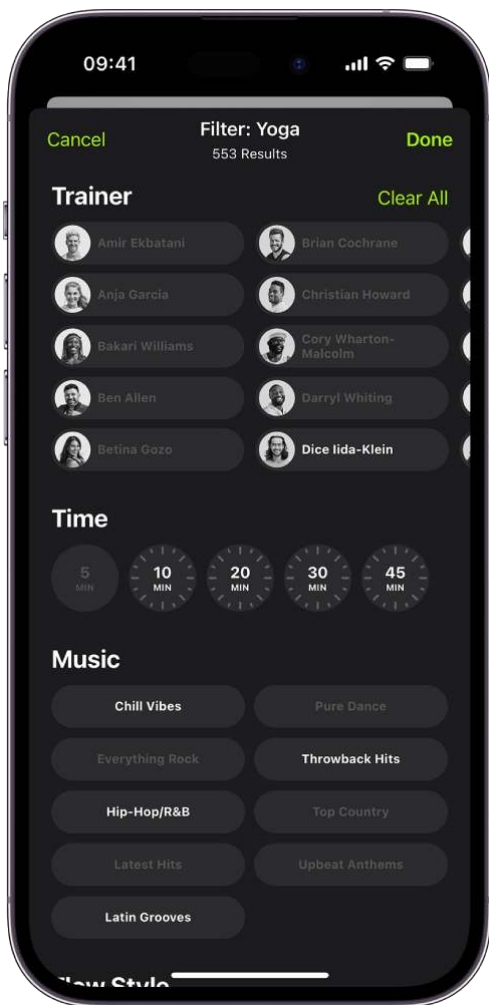 09:41
Cancel
Filter: Yoga
Done
553 Results
Trainer
Clear All
Amir Ekbatani
Brian Cochrane
Anja Garcia
Christian Howard
Bakari Williams
Cory Wharton-
Malcolm
Ben Allen
Darryl Whiting
Betina Gozo
Dice Iida-Klein
Time
5
MIN
10
MIN
20
MIN
30
MIN
45
MIN
Music
Chill Vibes
Pure Dance
Everything Rock
Throwback Hits
Hip-Hop/R&B
Top Country
Latest Hits
Upbeat Anthems
Latin Grooves
Flow Style